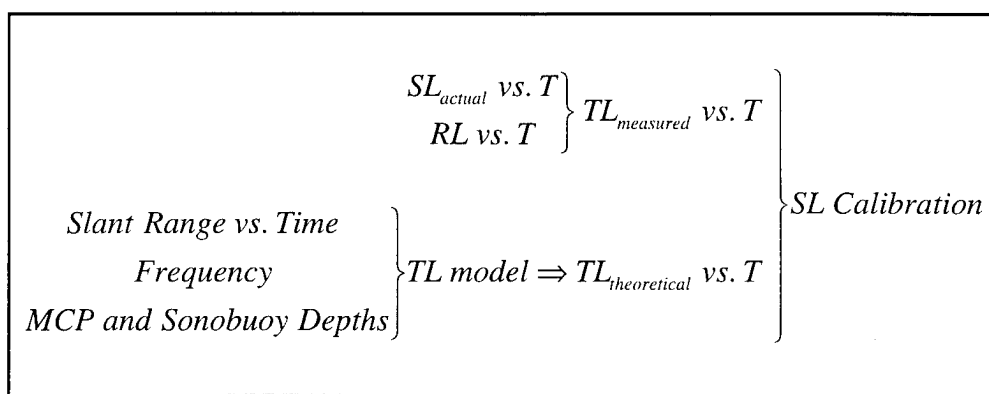 SL_actual vs. T
RL vs. T
} TL_measured vs. T
Slant Range vs. Time
Frequency
MCP and Sonobuoy Depths
} TL model ⇒ TL_theoretical vs. T
} SL Calibration